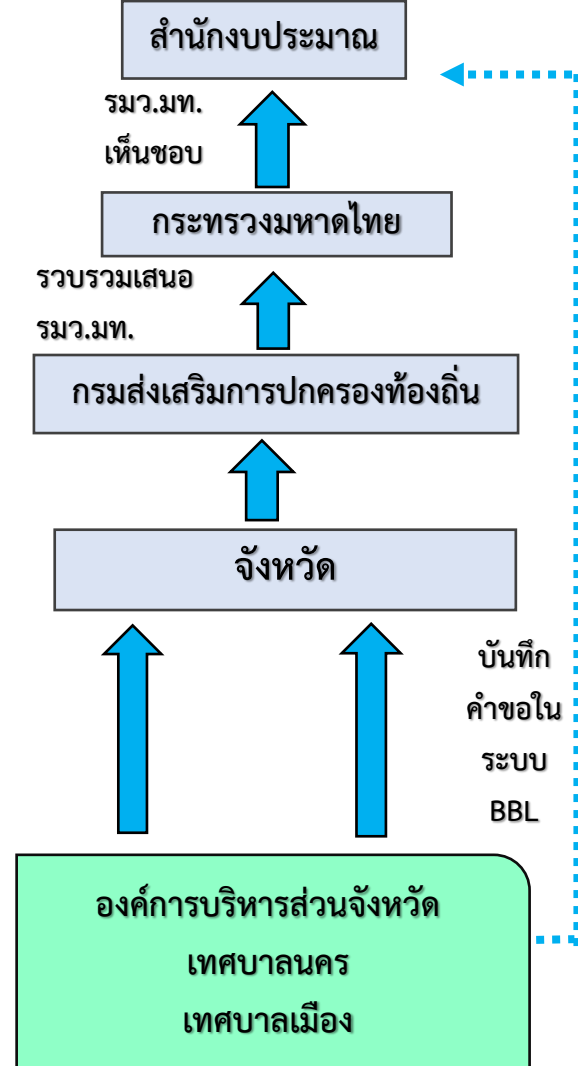 สำนักงบประมาณ
รมว.มท.
เห็นชอบ
กระทรวงมหาดไทย
รวบรวมเสนอ
รมว.มท.
กรมส่งเสริมการปกครองท้องถิ่น
จังหวัด
บันทึก
คำขอใน
ระบบ
BBL
องค์การบริหารส่วนจังหวัด
เทศบาลนคร
เทศบาลเมือง